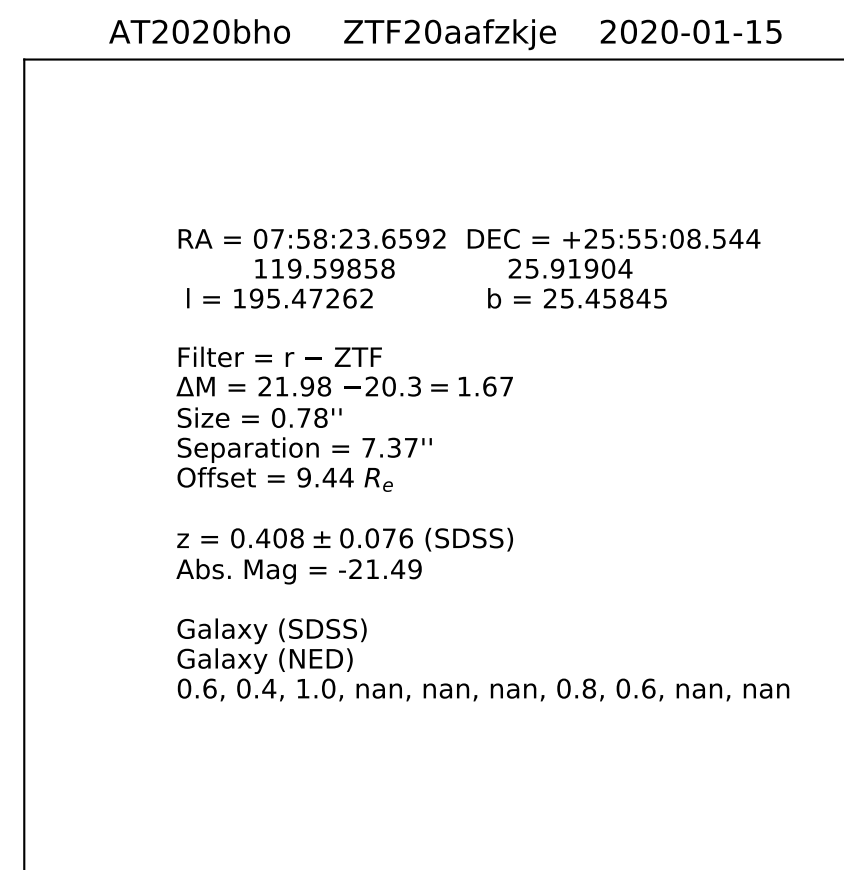 AT2020bho ZTF20aafzkje 2020-01-15
RA = 07:58:23.6592 DEC = +25:55:08.544
119.59858 25.91904
l = 195.47262 b = 25.45845
Filter = r − ZTF
ΔM = 21.98 −20.3 = 1.67
Size = 0.78''
Separation = 7.37''
Offset = 9.44 Rₑ
z = 0.408 ± 0.076 (SDSS)
Abs. Mag = -21.49
Galaxy (SDSS)
Galaxy (NED)
0.6, 0.4, 1.0, nan, nan, nan, 0.8, 0.6, nan, nan